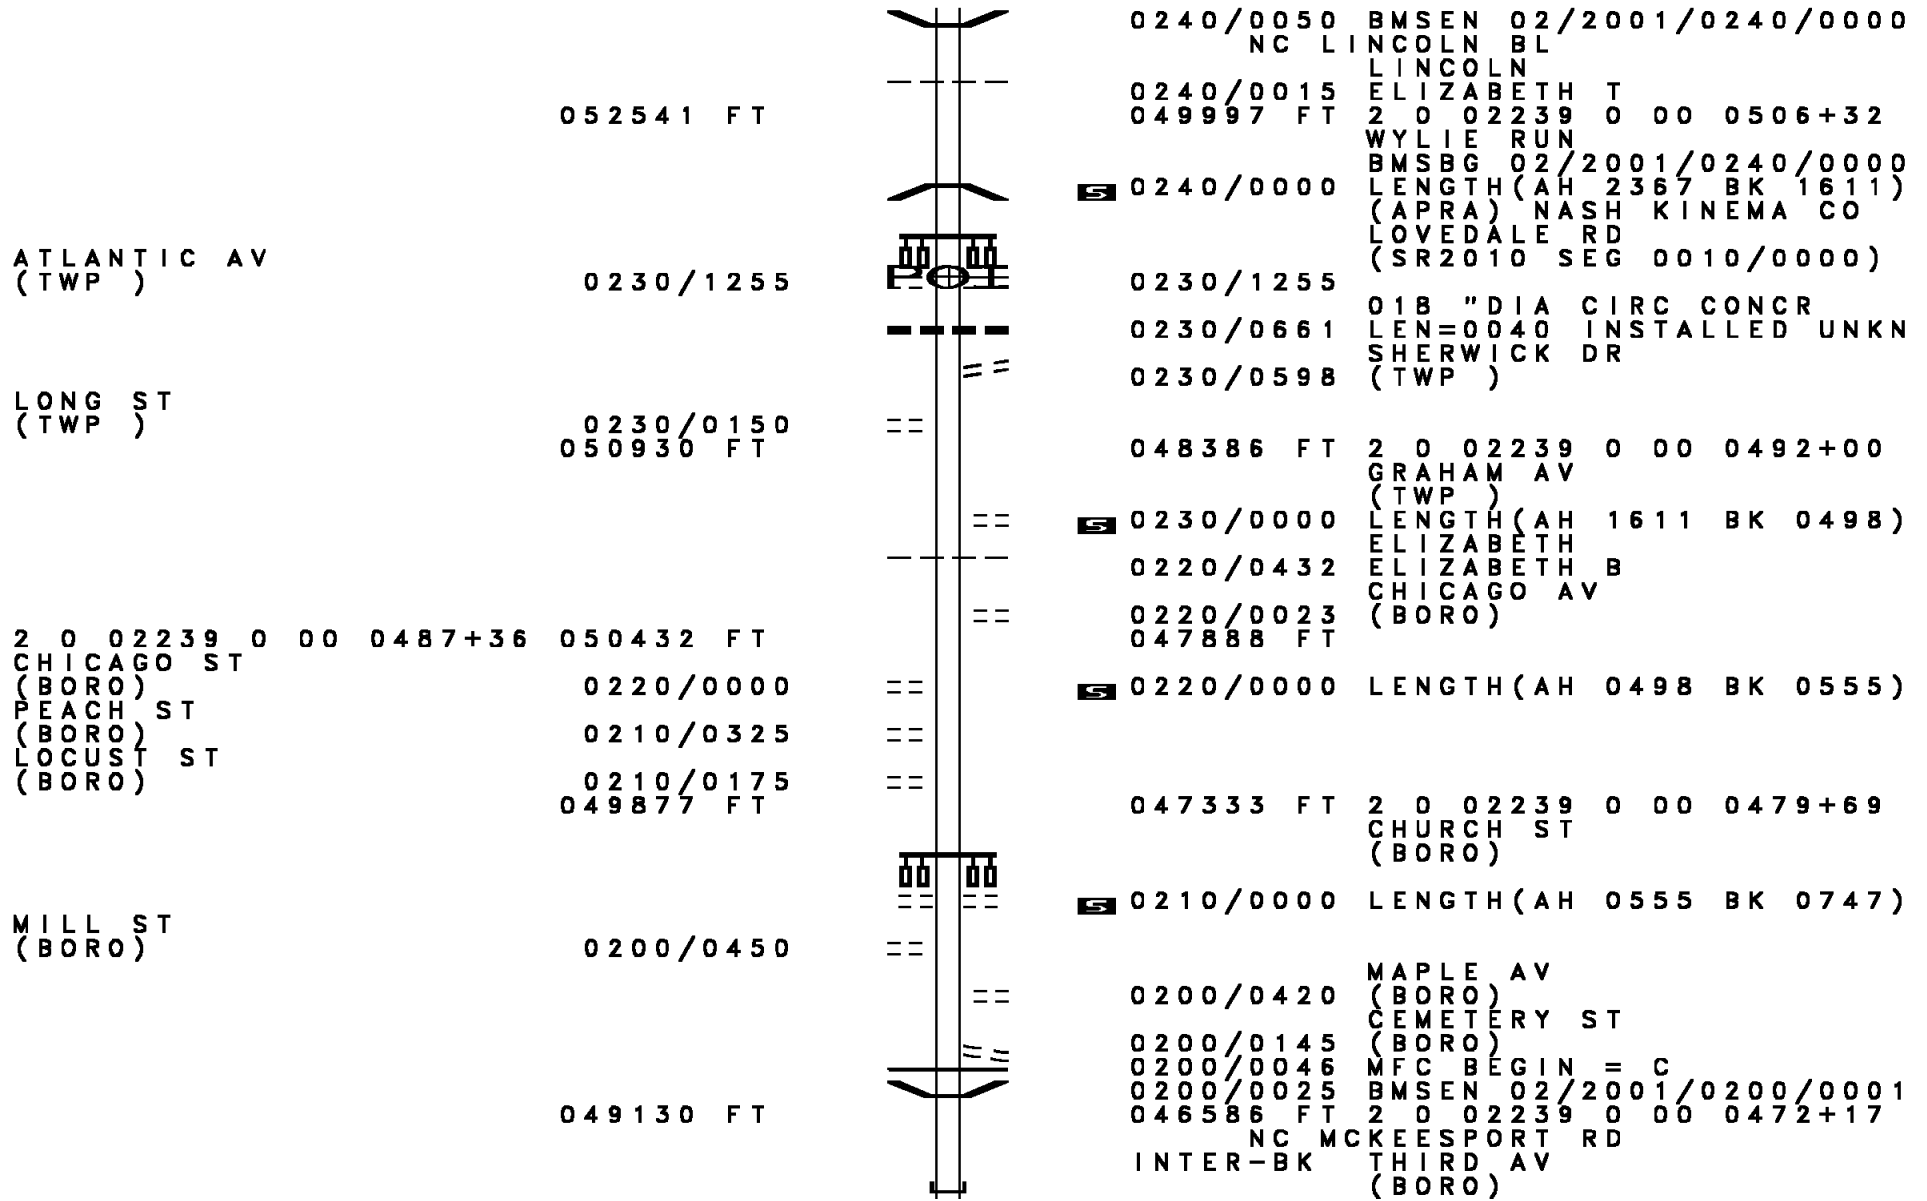 0240/0050 BMSEN 02/2001/0240/0000
NC LINCOLN BL
LINCOLN
0240/0015 ELIZABETH T
052541 FT 049997 FT 2 0 02239 0 00 0506+32
WYLIE RUN
BMSBG 02/2001/0240/0000
S 0240/0000 LENGTH(AH 2367 BK 1611)
(APRA) NASH KINEMA CO
LOVEDALE RD
ATLANTIC AV (SR2010 SEG 0010/0000)
(TWP ) 0230/1255 0230/1255
018 "DIA CIRC CONCR
0230/0661 LEN=0040 INSTALLED UNKN
SHERWICK DR
0230/0598 (TWP )
LONG ST
(TWP ) 0230/0150
050930 FT 048386 FT 2 0 02239 0 00 0492+00
GRAHAM AV
(TWP )
S 0230/0000 LENGTH(AH 1611 BK 0498)
ELIZABETH
0220/0432 ELIZABETH B
CHICAGO AV
0220/0023 (BORO)
2 0 02239 0 00 0487+36 050432 FT 047888 FT
CHICAGO ST
(BORO) 0220/0000 S 0220/0000 LENGTH(AH 0498 BK 0555)
PEACH ST
(BORO) 0210/0325
LOCUST ST
(BORO) 0210/0175
049877 FT 047333 FT 2 0 02239 0 00 0479+69
CHURCH ST
(BORO)
S 0210/0000 LENGTH(AH 0555 BK 0747)
MILL ST
(BORO) 0200/0450
MAPLE AV
0200/0420 (BORO)
CEMETERY ST
0200/0145 (BORO)
0200/0046 MFC BEGIN = C
0200/0025 BMSEN 02/2001/0200/0001
049130 FT 046586 FT 2 0 02239 0 00 0472+17
NC MCKEESPORT RD
INTER-BK THIRD AV
(BORO)